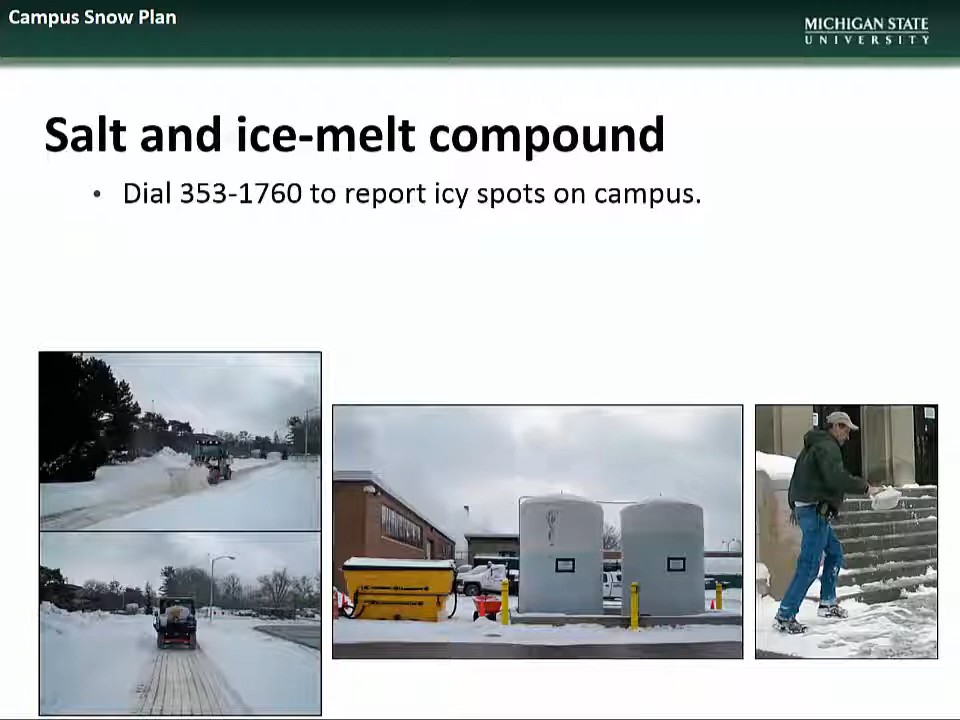 Campus Snow Plan
MICHIGAN STATE
UNIVERSITY
Salt and ice-melt compound
• Dial 353-1760 to report icy spots on campus.